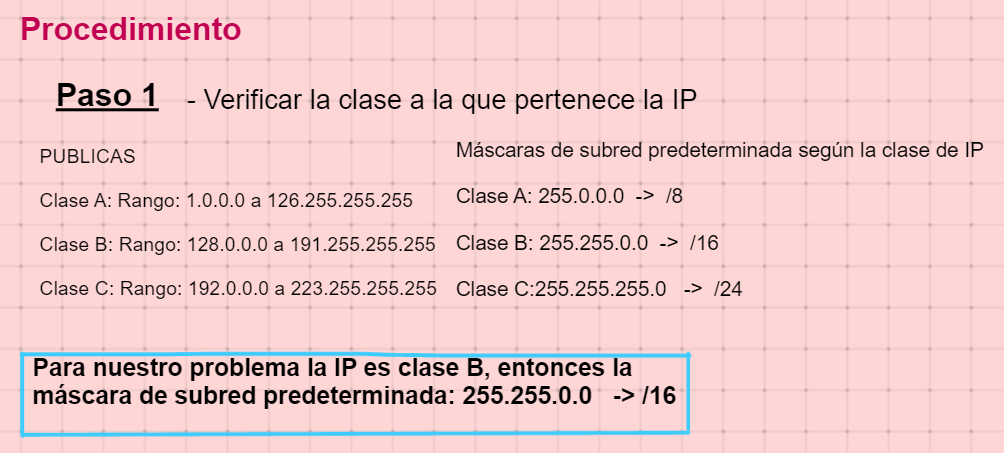 Procedimiento
Paso 1 - Verificar la clase a la que pertenece la IP
PUBLICAS
Clase A: Rango: 1.0.0.0 a 126.255.255.255
Clase B: Rango: 128.0.0.0 a 191.255.255.255
Clase C: Rango: 192.0.0.0 a 223.255.255.255
Máscaras de subred predeterminada según la clase de IP
Clase A: 255.0.0.0 -> /8
Clase B: 255.255.0.0 -> /16
Clase C:255.255.255.0 -> /24
Para nuestro problema la IP es clase B, entonces la
máscara de subred predeterminada: 255.255.0.0 -> /16